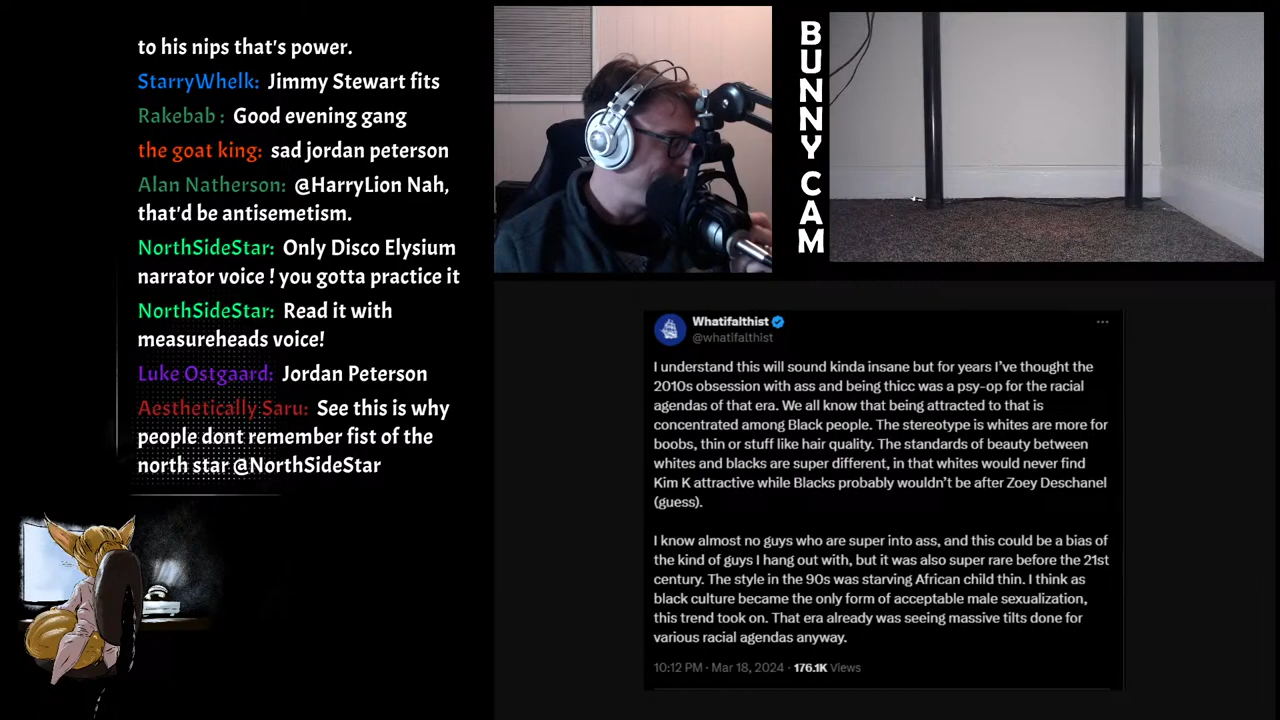 to his nips that's power.
StarryWhelk: Jimmy Stewart fits
Rakebab : Good evening gang
the goat king: sad jordan peterson
Alan Natherson: @HarryLion Nah,
that'd be antisemetism.
NorthSideStar: Only Disco Elysium
narrator voice ! you gotta practice it
NorthSideStar: Read it with
measureheads voice!
Luke Ostgaard: Jordan Peterson
Aesthetically Saru: See this is why
people dont remember fist of the
north star @NorthSideStar
BUNNY CAM
Whatifalthist
@whatifalthist
I understand this will sound kinda insane but for years I've thought the
2010s obsession with ass and being thicc was a psy-op for the racial
agendas of that era. We all know that being attracted to that is
concentrated among Black people. The stereotype is whites are more for
boobs, thin or stuff like hair quality. The standards of beauty between
whites and blacks are super different, in that whites would never find
Kim K attractive while Blacks probably wouldn't be after Zoey Deschanel
(guess).
I know almost no guys who are super into ass, and this could be a bias of
the kind of guys I hang out with, but it was also super rare before the 21st
century. The style in the 90s was starving African child thin. I think as
black culture became the only form of acceptable male sexualization,
this trend took on. That era already was seeing massive tilts done for
various racial agendas anyway.
10:12 PM · Mar 18, 2024 · 176.1K Views